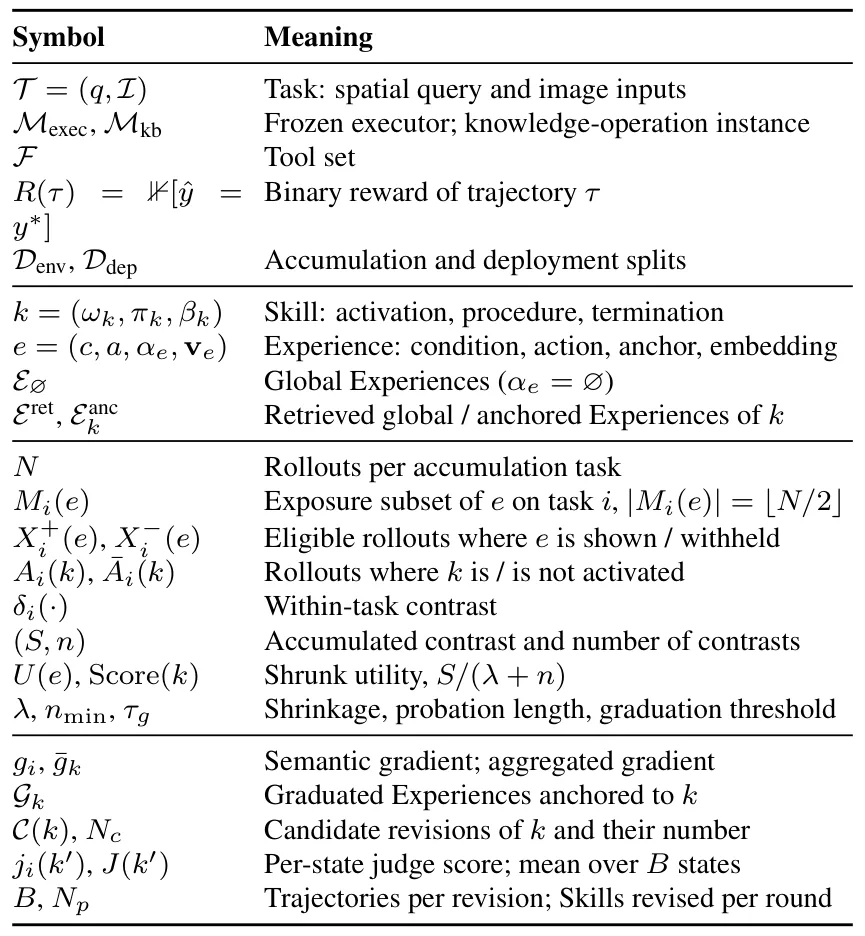 Symbol Meaning
𝒯 = (q, ℐ) Task: spatial query and image inputs
ℳ_exec, ℳ_kb Frozen executor; knowledge-operation instance
ℱ Tool set
R(τ) = ⊮[ŷ = Binary reward of trajectory τ
y*]
𝒟_env, 𝒟_dep Accumulation and deployment splits
k = (ω_k, π_k, β_k) Skill: activation, procedure, termination
e = (c, a, α_e, 𝐯_e) Experience: condition, action, anchor, embedding
ℰ_∅ Global Experiences (α_e = ∅)
ℰ^ret, ℰ_k^anc Retrieved global / anchored Experiences of k
N Rollouts per accumulation task
M_i(e) Exposure subset of e on task i, |M_i(e)| = ⌊N/2⌋
X_i^+(e), X_i^−(e) Eligible rollouts where e is shown / withheld
A_i(k), Ā_i(k) Rollouts where k is / is not activated
δ_i(·) Within-task contrast
(S, n) Accumulated contrast and number of contrasts
U(e), Score(k) Shrunk utility, S/(λ + n)
λ, n_min, τ_g Shrinkage, probation length, graduation threshold
g_i, ḡ_k Semantic gradient; aggregated gradient
𝒢_k Graduated Experiences anchored to k
𝒞(k), N_c Candidate revisions of k and their number
j_i(k′), J(k′) Per-state judge score; mean over B states
B, N_p Trajectories per revision; Skills revised per round